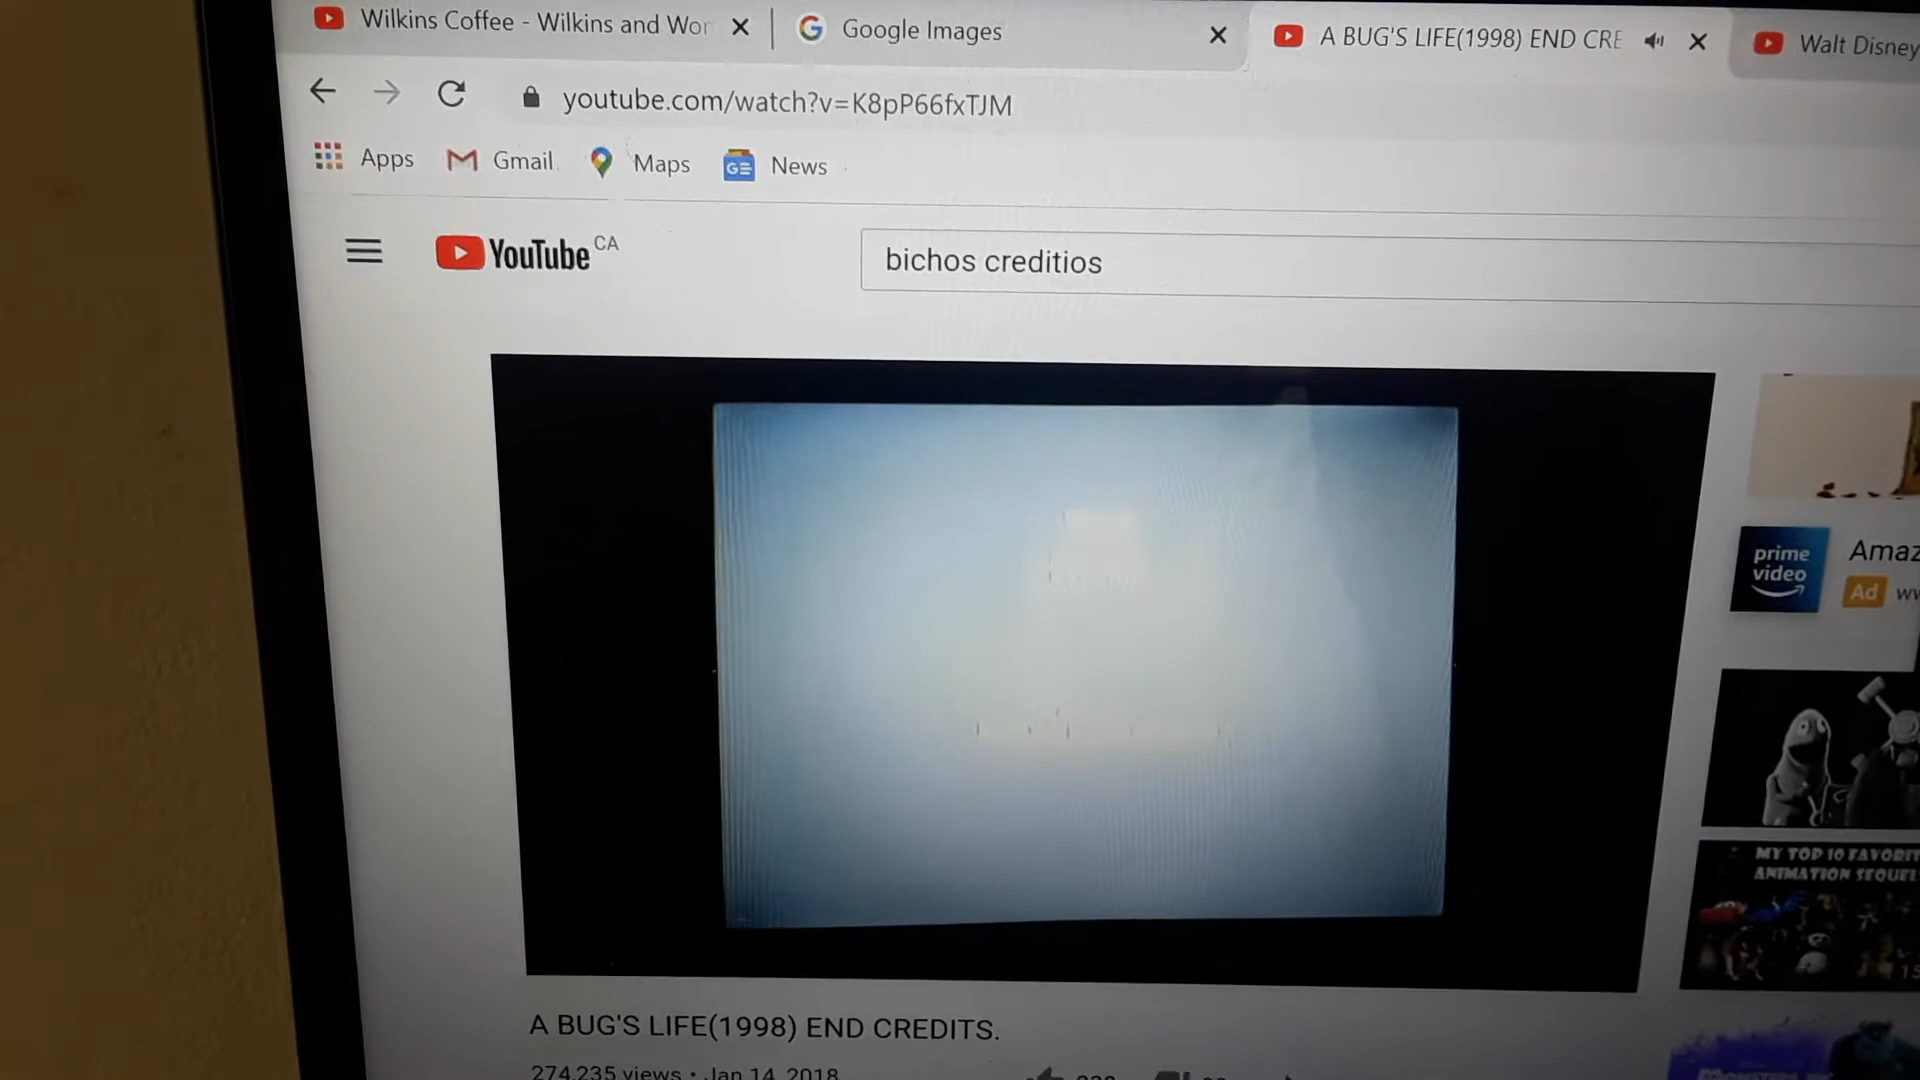 Wilkins Coffee - Wilkins and Wor
Google Images
A BUG'S LIFE(1998) END CRE
Walt Disney
youtube.com/watch?v=K8pP66fxTJM
Apps
Gmail
Maps
GE
News
YouTube CA
bichos creditios
prime video
Amaz
Ad
MY TOP 10 FAVORIT
ANIMATION SEQUEL
A BUG'S LIFE(1998) END CREDITS.
274,235 views • Jan 14, 2018